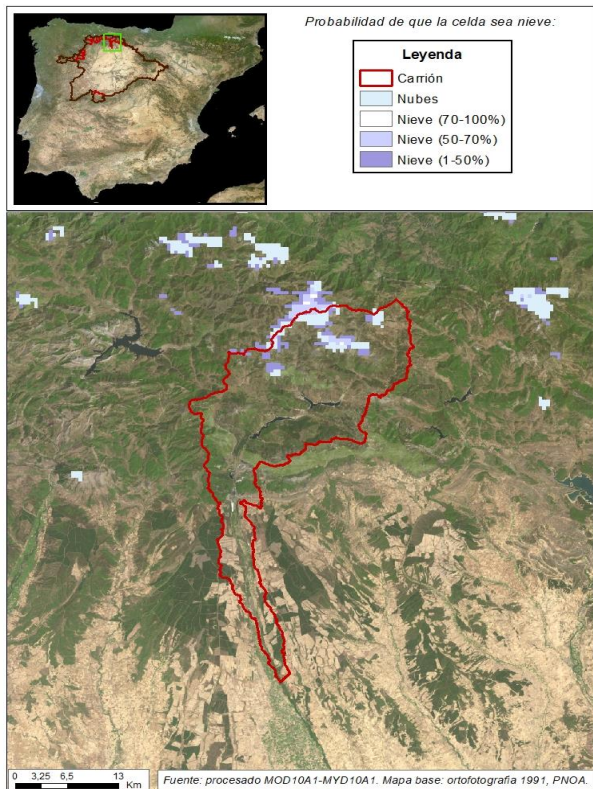 Probabilidad de que la celda sea nieve:
Leyenda
Carrión
Nubes
Nieve (70-100%)
Nieve (50-70%)
Nieve (1-50%)
0 3,25 6,5 13
Km
Fuente: procesado MOD10A1-MYD10A1. Mapa base: ortofotografia 1991, PNOA.